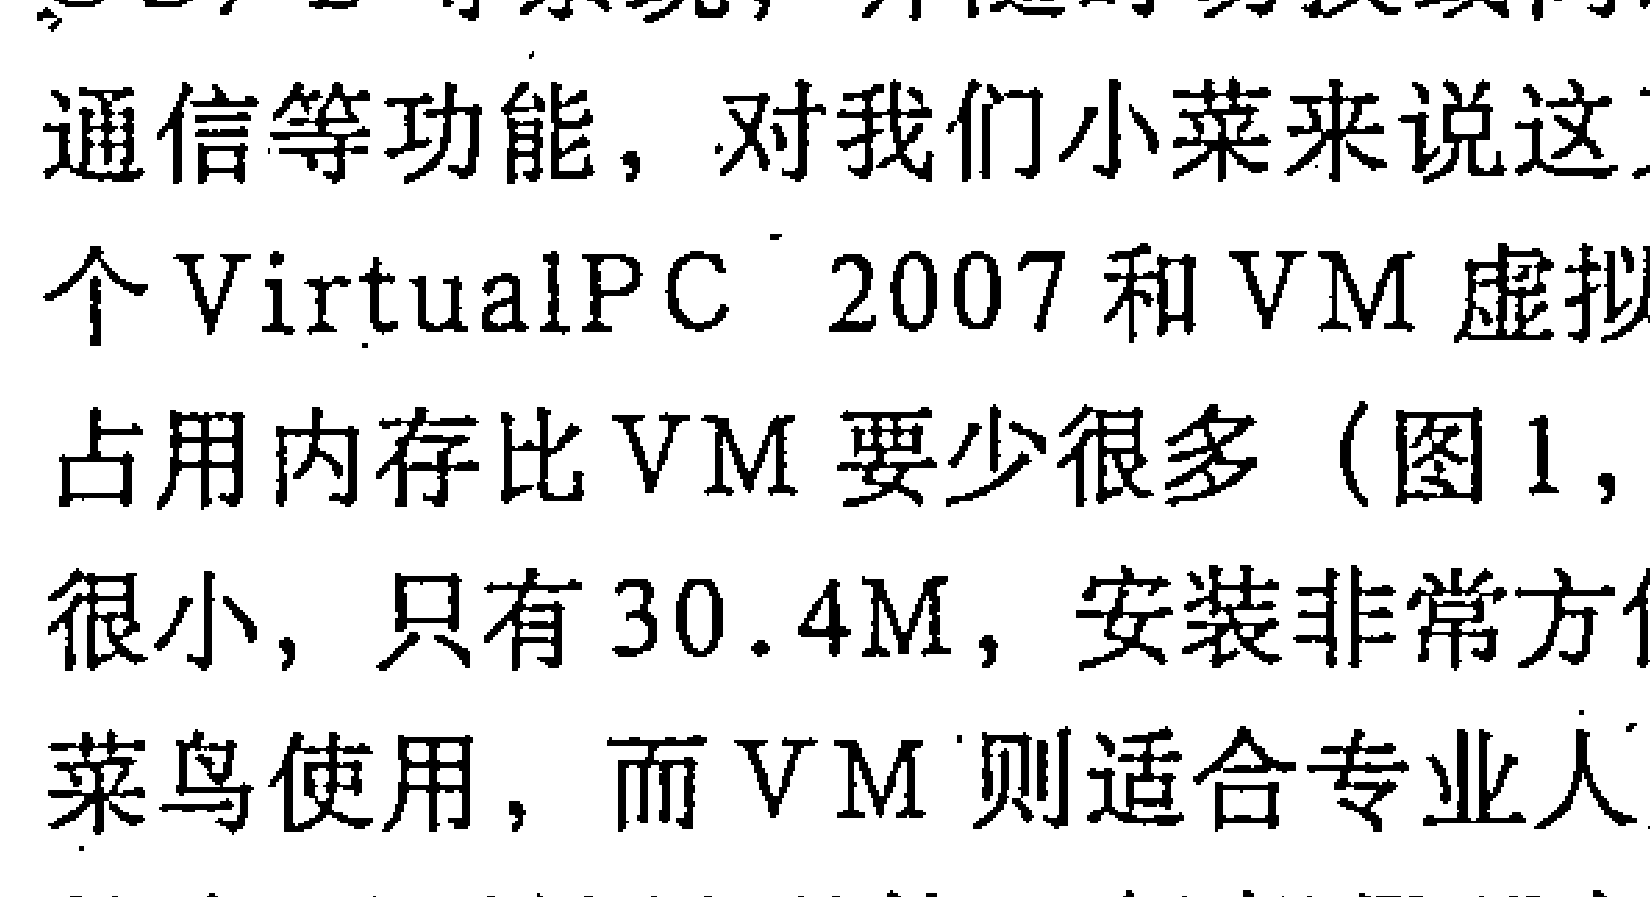 通信等功能，对我们小菜来说这
个VirtualPC 2007和VM虚拟
占用内存比VM要少很多（图1，
很小，只有30.4M，安装非常方
菜鸟使用，而VM则适合专业人